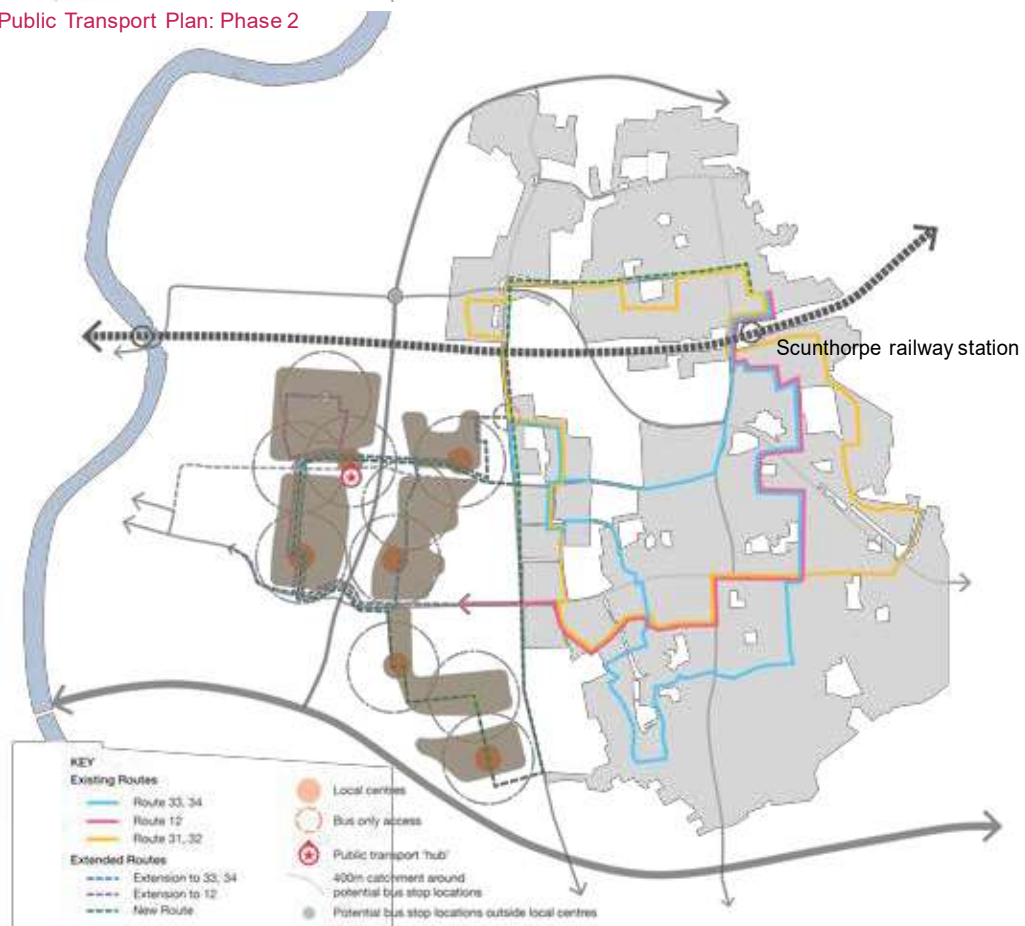 Public Transport Plan: Phase 2
Scunthorpe railway station
KEY
Existing Routes
Route 33, 34
Route 12
Route 31, 32
Extended Routes
Extension to 33, 34
Extension to 12
New Route
Local centres
Bus only access
Public transport 'hub'
400m catchment around
potential bus stop locations
Potential bus stop locations outside local centres